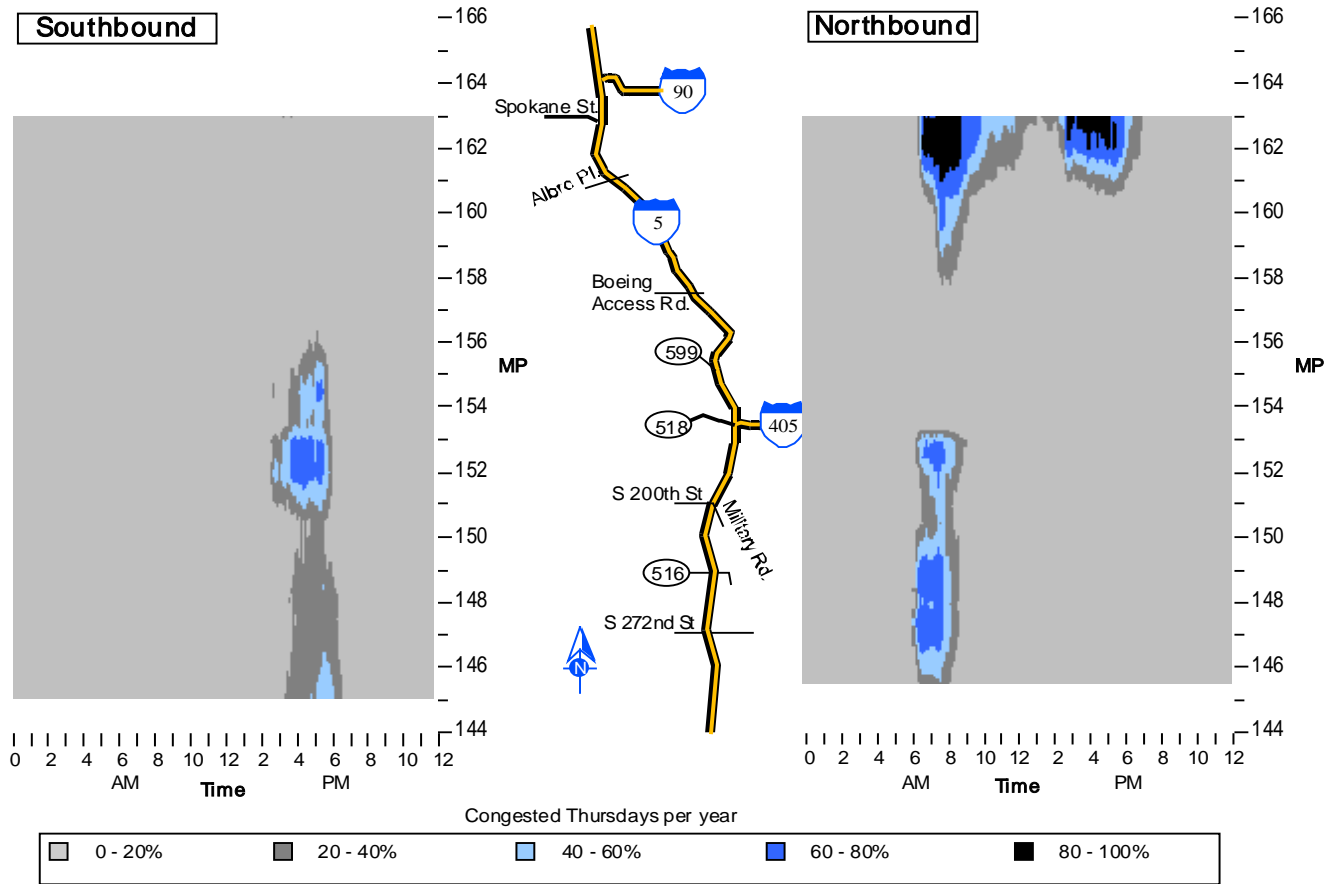 Southbound
Northbound
166
164
162
160
158
156
154
152
150
148
146
144
MP
90
Spokane St.
Albro Pl.
5
Boeing
Access Rd.
599
518
405
S 200th St
Military Rd.
516
S 272nd St
N
166
164
162
160
158
156
154
152
150
148
146
144
MP
0 2 4 6 8 10 12 2 4 6 8 10 12
AM Time PM
0 2 4 6 8 10 12 2 4 6 8 10 12
AM Time PM
Congested Thursdays per year
0 - 20% 20 - 40% 40 - 60% 60 - 80% 80 - 100%